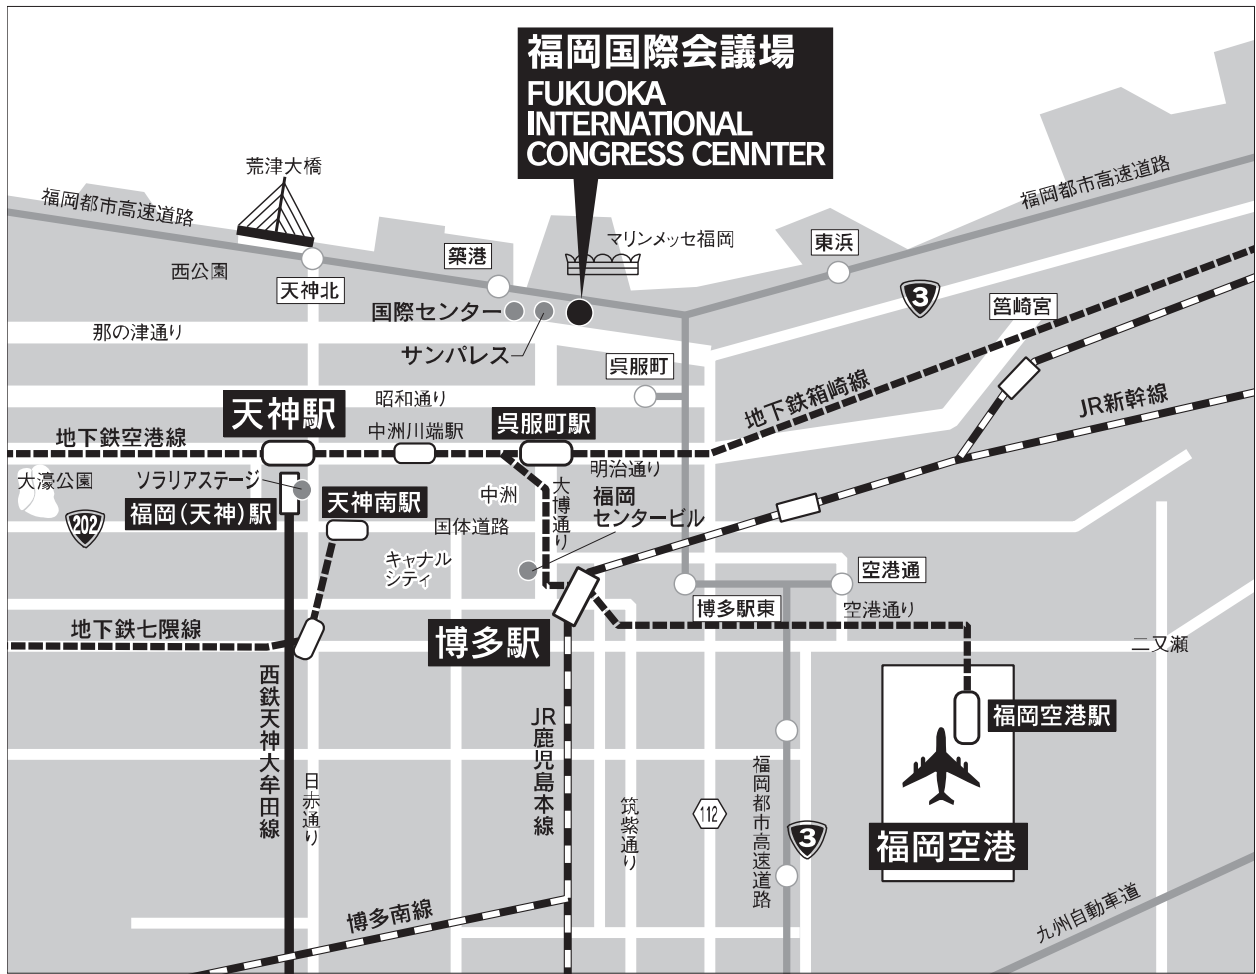 福岡国際会議場
FUKUOKA
INTERNATIONAL
CONGRESS CENNTER
荒津大橋
福岡都市高速道路
福岡都市高速道路
マリンメッセ福岡
東浜
築港
西公園
天神北
3
筥崎宮
国際センター
那の津通り
サンパレス
呉服町
地下鉄箱崎線
JR新幹線
昭和通り
天神駅
呉服町駅
中洲川端駅
地下鉄空港線
明治通り
大濠公園
ソラリアステージ
天神南駅
中洲
大博通り
福岡
センタービル
福岡(天神)駅
202
国体道路
キャナル
シティ
空港通
博多駅東
空港通り
地下鉄七隈線
博多駅
二又瀬
西鉄天神大牟田線
福岡空港駅
JR鹿児島本線
日赤通り
筑紫通り
112
福岡都市高速道路
3
福岡空港
博多南線
九州自動車道